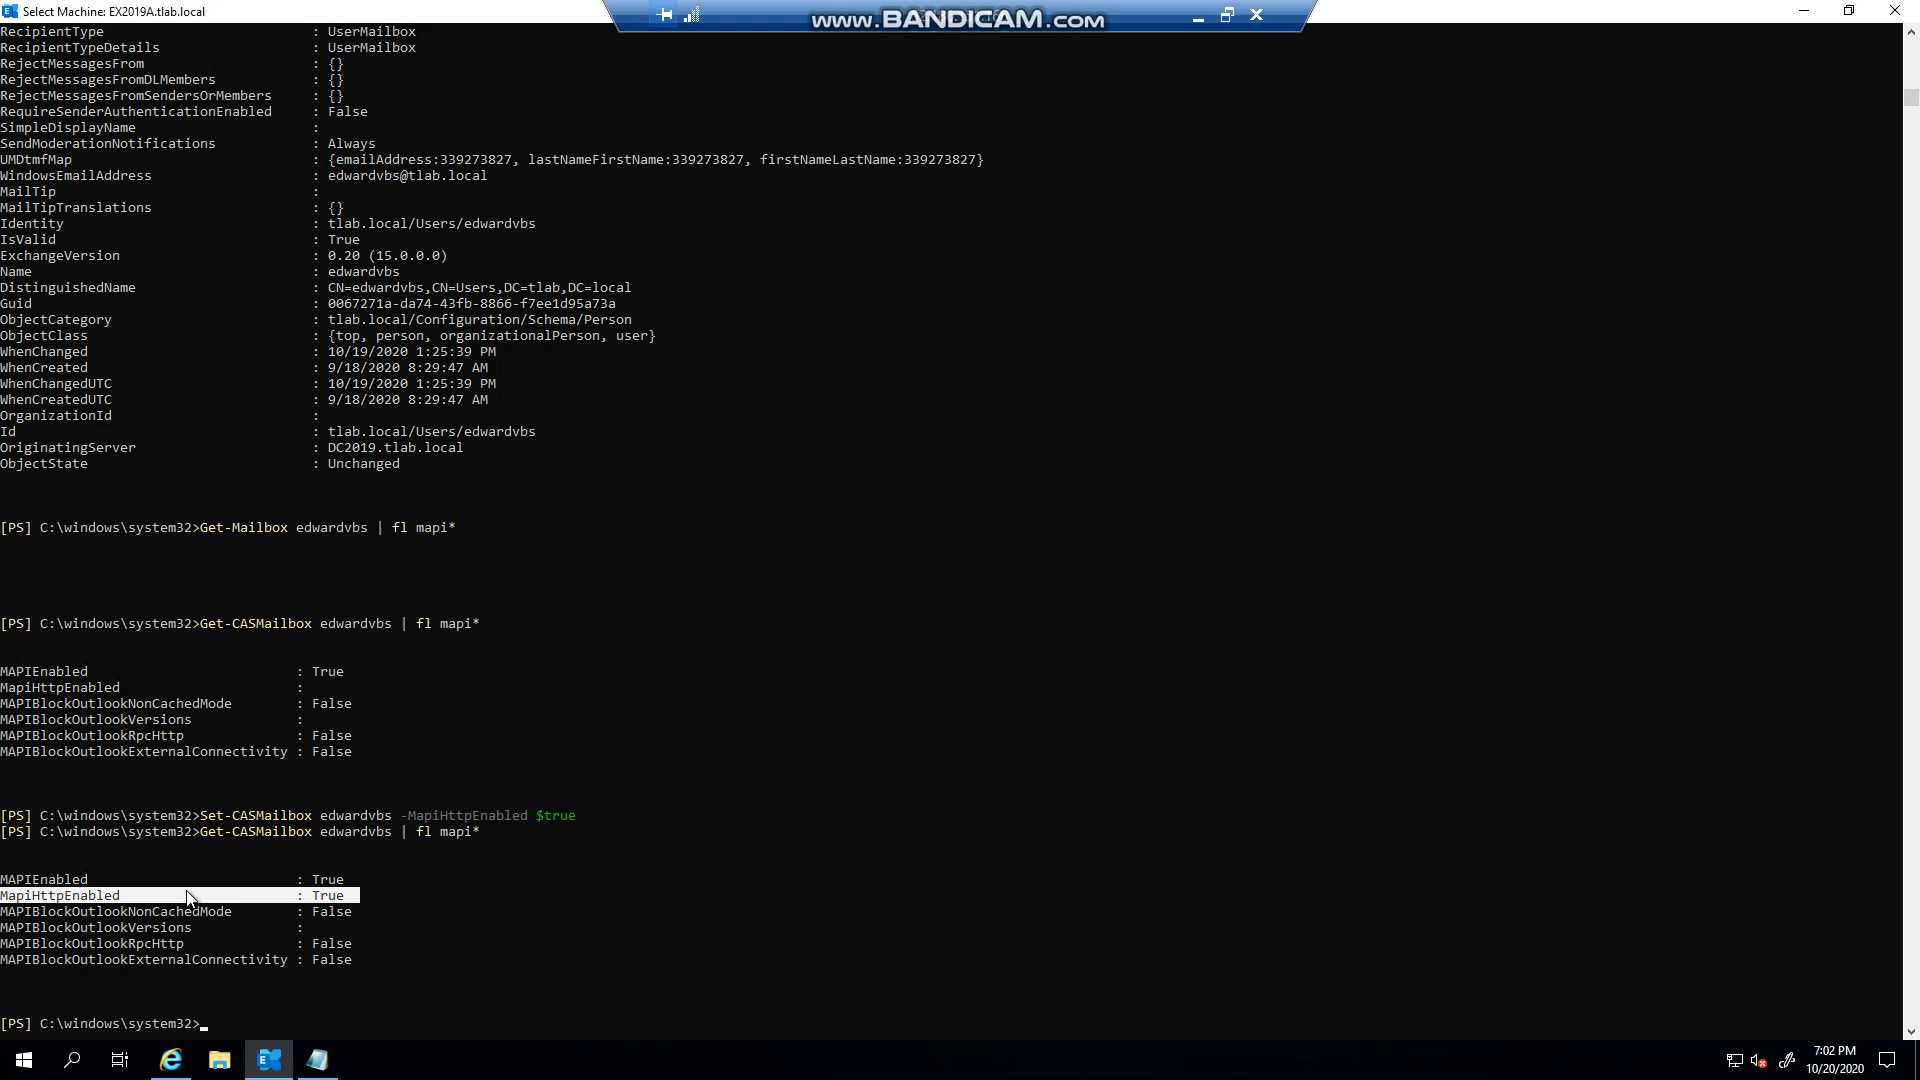 Select Machine: EX2019A.tlab.local
www.BANDICAM.com
RecipientType : UserMailbox
RecipientTypeDetails : UserMailbox
RejectMessagesFrom : {}
RejectMessagesFromDLMembers : {}
RejectMessagesFromSendersOrMembers : {}
RequireSenderAuthenticationEnabled : False
SimpleDisplayName :
SendModerationNotifications : Always
UMDtmfMap : {emailAddress:339273827, lastNameFirstName:339273827, firstNameLastName:339273827}
WindowsEmailAddress : edwardvbs@tlab.local
MailTip :
MailTipTranslations : {}
Identity : tlab.local/Users/edwardvbs
IsValid : True
ExchangeVersion : 0.20 (15.0.0.0)
Name : edwardvbs
DistinguishedName : CN=edwardvbs,CN=Users,DC=tlab,DC=local
Guid : 0067271a-da74-43fb-8866-f7ee1d95a73a
ObjectCategory : tlab.local/Configuration/Schema/Person
ObjectClass : {top, person, organizationalPerson, user}
WhenChanged : 10/19/2020 1:25:39 PM
WhenCreated : 9/18/2020 8:29:47 AM
WhenChangedUTC : 10/19/2020 1:25:39 PM
WhenCreatedUTC : 9/18/2020 8:29:47 AM
OrganizationId :
Id : tlab.local/Users/edwardvbs
OriginatingServer : DC2019.tlab.local
ObjectState : Unchanged
[PS] C:\windows\system32>Get-Mailbox edwardvbs | fl mapi*
[PS] C:\windows\system32>Get-CASMailbox edwardvbs | fl mapi*
MAPIEnabled : True
MapiHttpEnabled :
MAPIBlockOutlookNonCachedMode : False
MAPIBlockOutlookVersions :
MAPIBlockOutlookRpcHttp : False
MAPIBlockOutlookExternalConnectivity : False
[PS] C:\windows\system32>Set-CASMailbox edwardvbs -MapiHttpEnabled $true
[PS] C:\windows\system32>Get-CASMailbox edwardvbs | fl mapi*
MAPIEnabled : True
MapiHttpEnabled : True
MAPIBlockOutlookNonCachedMode : False
MAPIBlockOutlookVersions :
MAPIBlockOutlookRpcHttp : False
MAPIBlockOutlookExternalConnectivity : False
[PS] C:\windows\system32>
7:02 PM
10/20/2020